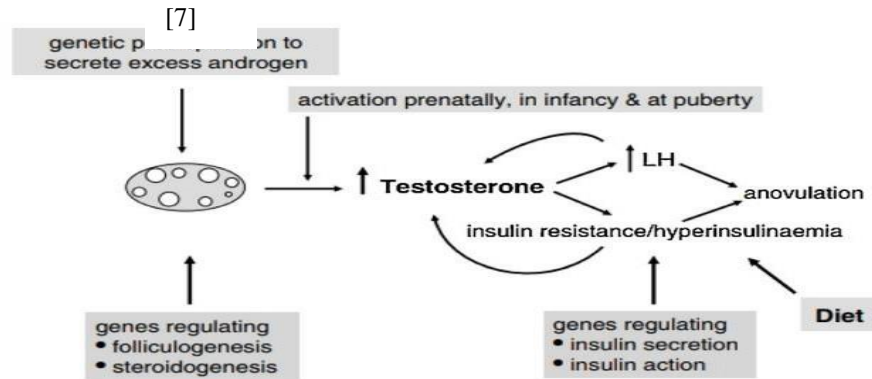 [7]
genetic on to
secrete excess androgen
activation prenatally, in infancy & at puberty
LH
Testosterone
anovulation
insulin resistance/hyperinsulinaemia
genes regulating
• folliculogenesis
• steroidogenesis
genes regulating
• insulin secretion
• insulin action
Diet